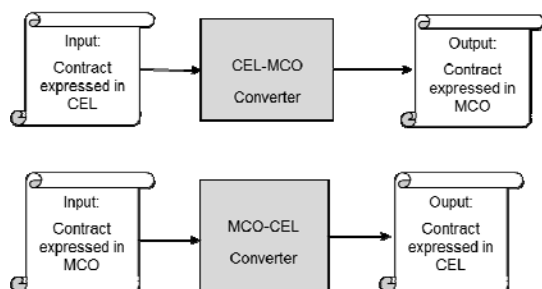 Input:
Contract
expressed in
CEL
CEL-MCO
Converter
Output:
Contract
expressed in
MCO
Input:
Contract
expressed in
MCO
MCO-CEL
Converter
Ouput:
Contract
expressed in
CEL